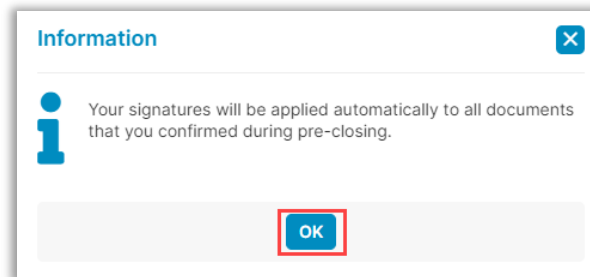 Information
Your signatures will be applied automatically to all documents
that you confirmed during pre-closing.
OK